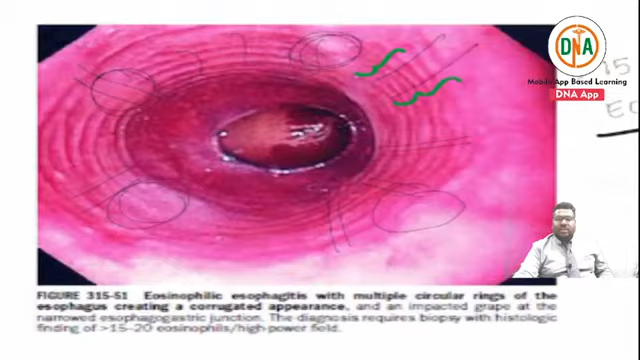 DNA
Mobile App Based Learning
DNA App
15
FIGURE 315-51 Eosinophilic esophagitis with multiple circular rings of the
esophagus creating a corrugated appearance, and an impacted grape at the
narrowed esophagogastric junction. The diagnosis requires biopsy with histologic
finding of >15–20 eosinophils/high-power field.